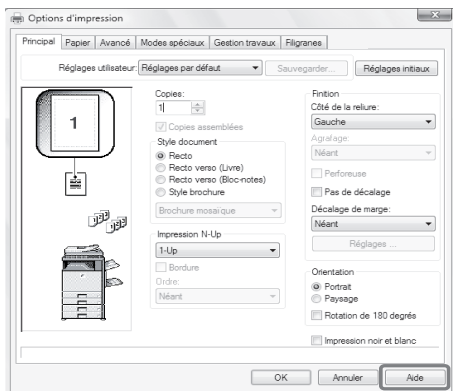 Options d'impression
Principal Papier Avancé Modes spéciaux Gestion travaux Filigranes
Réglages utilisateur: Réglages par défaut Sauvegarder... Réglages initiaux
1
Copies:
1
Copies assemblées
Style document
Recto
Recto verso (Livre)
Recto verso (Bloc-notes)
Style brochure
Brochure mosaïque
Impression N-Up
1-Up
Bordure
Ordre:
Néant
Finition
Côté de la reliure:
Gauche
Agrafage:
Néant
Perforeuse
Pas de décalage
Décalage de marge:
Néant
Réglages ...
Orientation
Portrait
Paysage
Rotation de 180 degrés
Impression noir et blanc
OK Annuler Aide